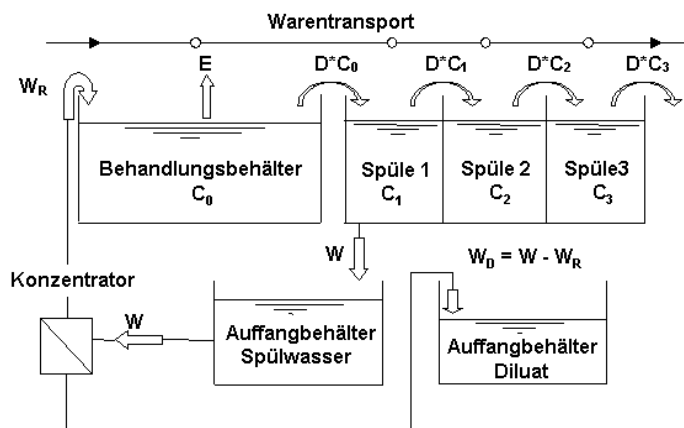 Warentransport
W_R
E
D*C₀
D*C₁
D*C₂
D*C₃
Behandlungsbehälter
C₀
Spüle 1
C₁
Spüle 2
C₂
Spüle3
C₃
W
W_D = W - W_R
Konzentrator
W
Auffangbehälter
Spülwasser
Auffangbehälter
Diluat